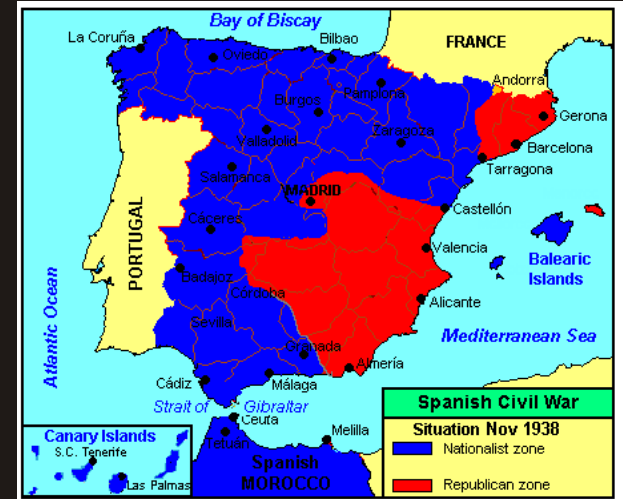 Bay of Biscay
La Coruña
Bilbao
FRANCE
Oviedo
Andorra
Pamplona
Burgos
Gerona
Zaragoza
Valladolid
Barcelona
Tarragona
Salamanca
MADRID
Castellón
PORTUGAL
Cáceres
Valencia
Balearic
Islands
Badajoz
Córdoba
Alicante
Atlantic Ocean
Sevilla
Mediterranean Sea
Granada
Almería
Cádiz
Málaga
Strait of Gibraltar
Ceuta
Tetuán
Melilla
Spanish
MOROCCO
Canary Islands
S.C. Tenerife
Las Palmas
Spanish Civil War
Situation Nov 1938
Nationalist zone
Republican zone